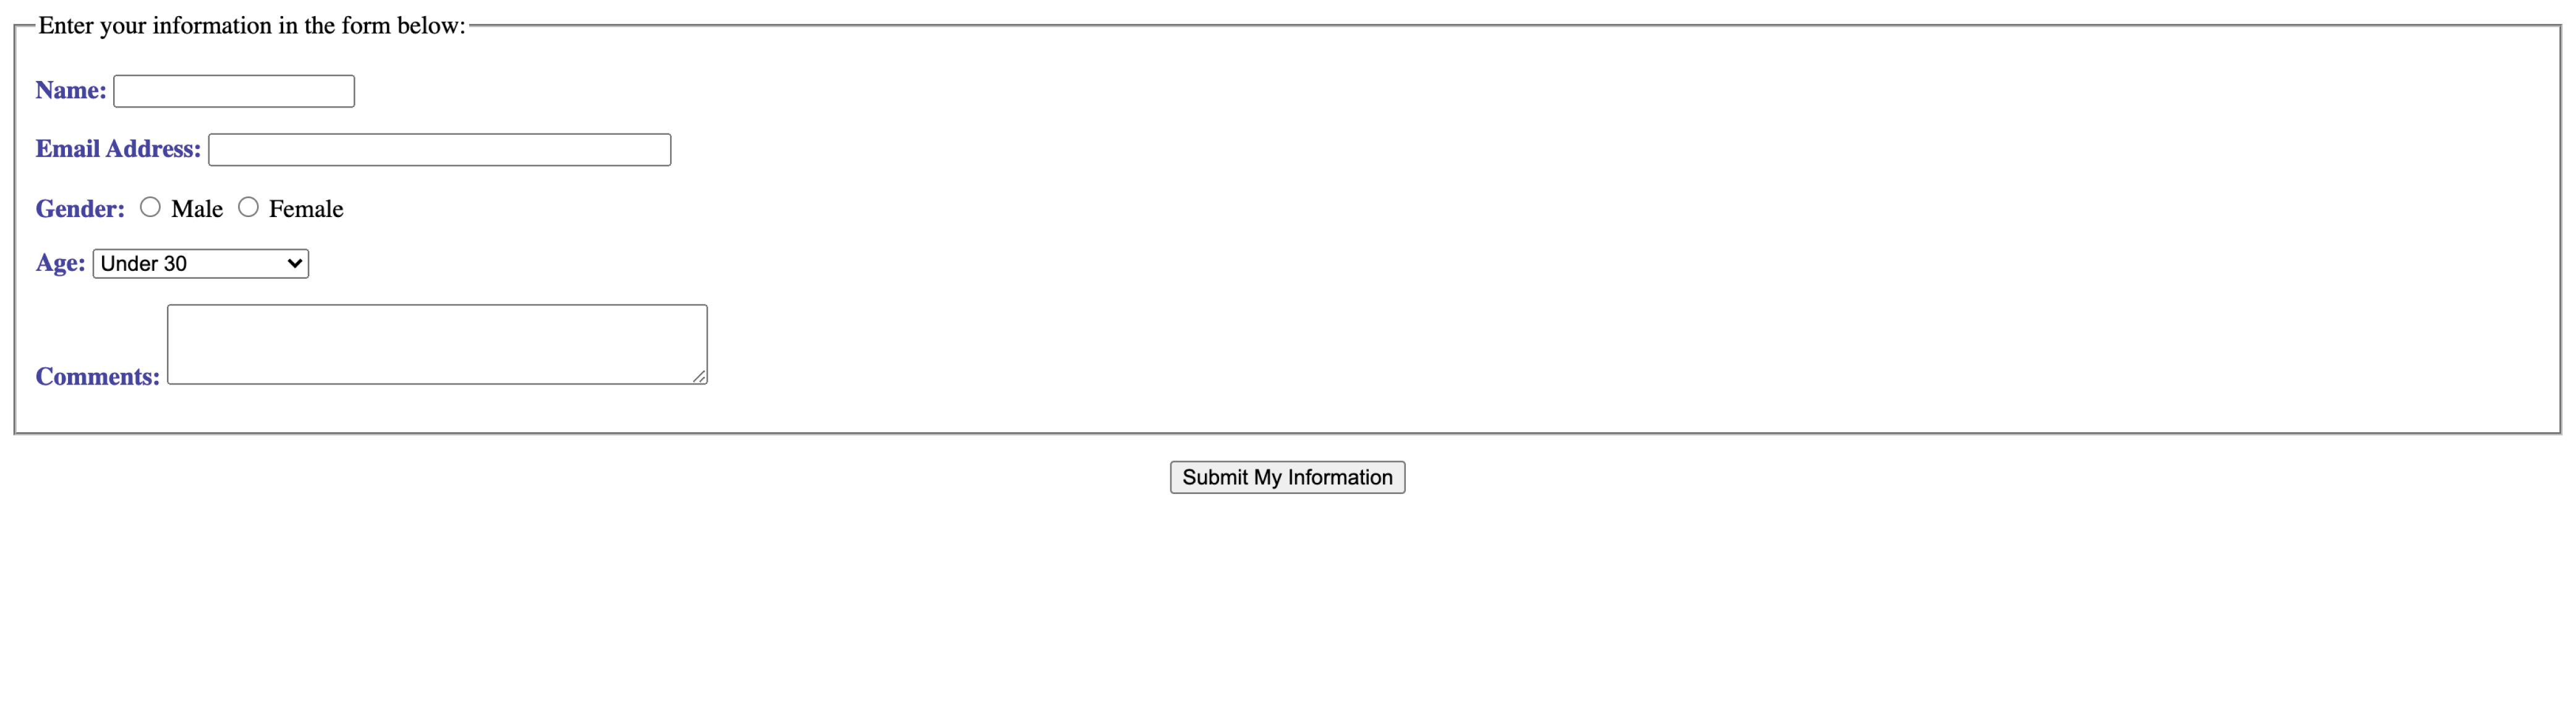 Enter your information in the form below:
Name:
Email Address:
Gender: Male Female
Age: Under 30
Comments:
Submit My Information